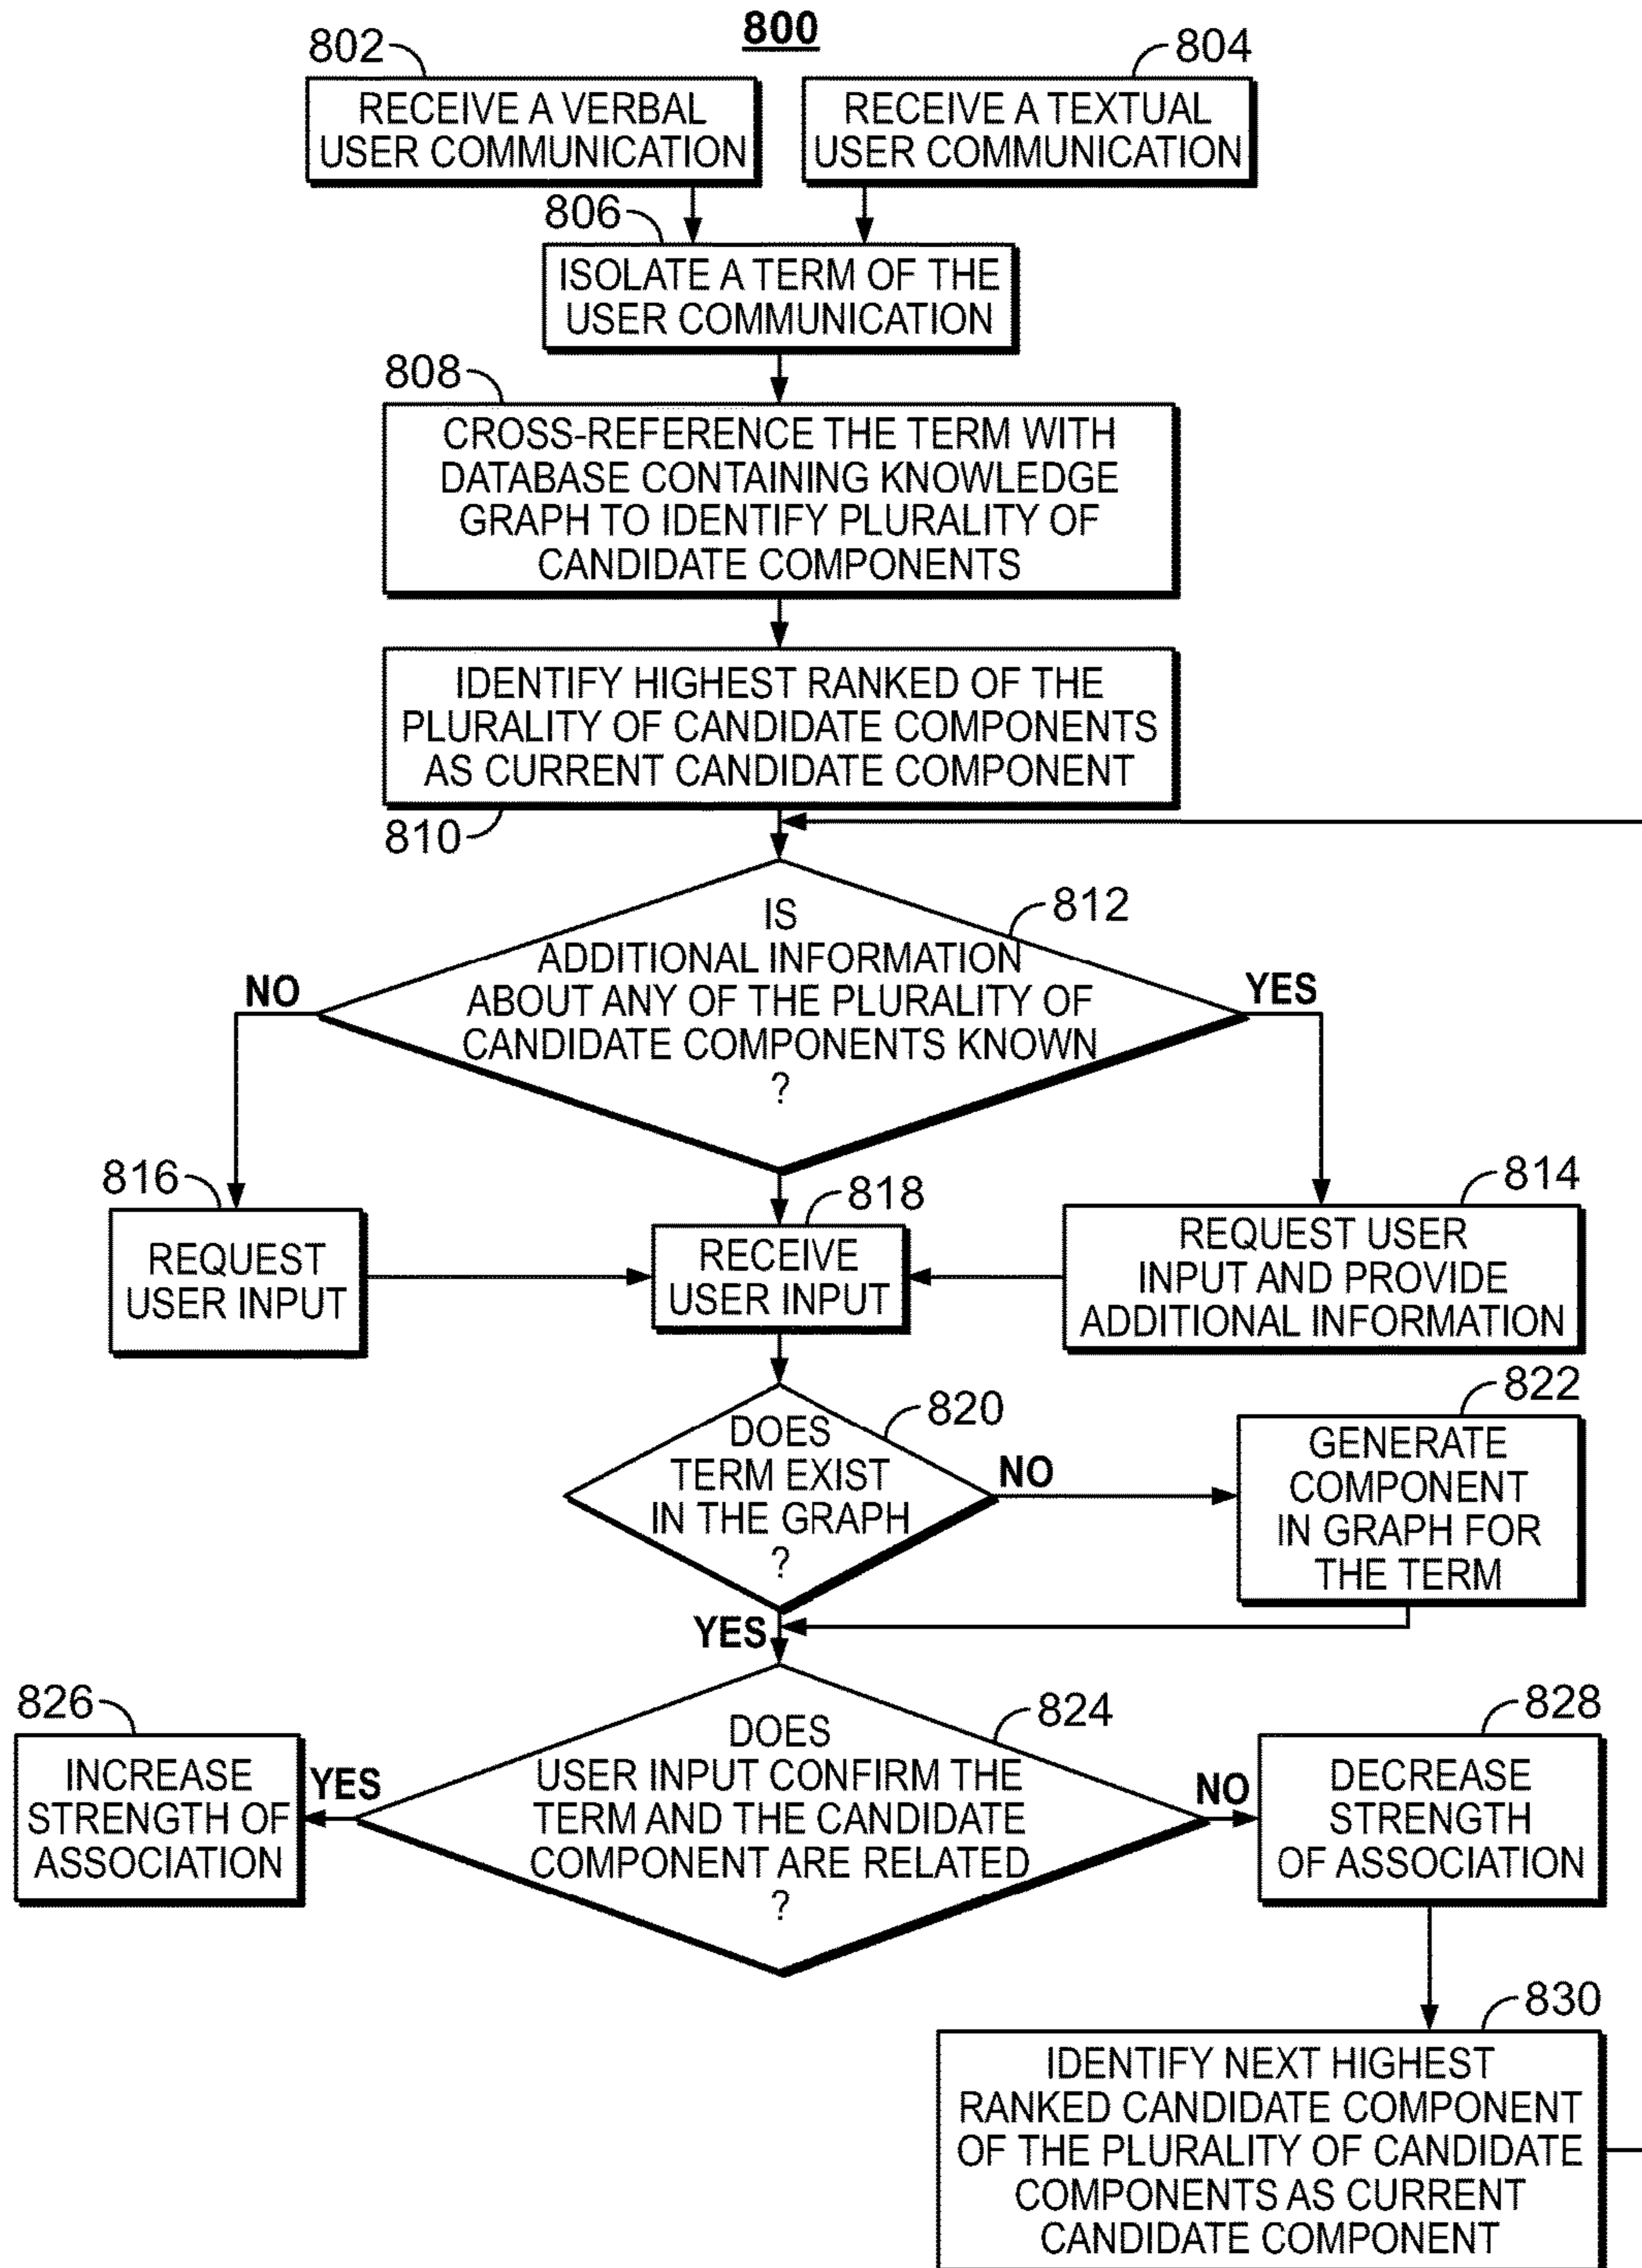 800
802
804
RECEIVE A VERBAL
USER COMMUNICATION
RECEIVE A TEXTUAL
USER COMMUNICATION
806
ISOLATE A TERM OF THE
USER COMMUNICATION
808
CROSS-REFERENCE THE TERM WITH
DATABASE CONTAINING KNOWLEDGE
GRAPH TO IDENTIFY PLURALITY OF
CANDIDATE COMPONENTS
IDENTIFY HIGHEST RANKED OF THE
PLURALITY OF CANDIDATE COMPONENTS
AS CURRENT CANDIDATE COMPONENT
810
812
IS
ADDITIONAL INFORMATION
ABOUT ANY OF THE PLURALITY OF
CANDIDATE COMPONENTS KNOWN
?
NO
YES
816
REQUEST
USER INPUT
818
RECEIVE
USER INPUT
814
REQUEST USER
INPUT AND PROVIDE
ADDITIONAL INFORMATION
820
DOES
TERM EXIST
IN THE GRAPH
?
NO
822
GENERATE
COMPONENT
IN GRAPH FOR
THE TERM
YES
826
INCREASE
STRENGTH OF
ASSOCIATION
YES
824
DOES
USER INPUT CONFIRM THE
TERM AND THE CANDIDATE
COMPONENT ARE RELATED
?
NO
828
DECREASE
STRENGTH
OF ASSOCIATION
830
IDENTIFY NEXT HIGHEST
RANKED CANDIDATE COMPONENT
OF THE PLURALITY OF CANDIDATE
COMPONENTS AS CURRENT
CANDIDATE COMPONENT